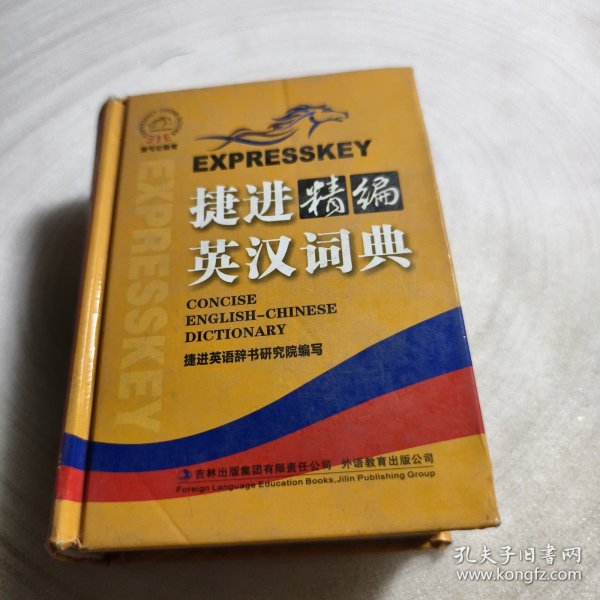 EXPRESSKEY
EXPRESSKEY
捷进精编
英汉词典
CONCISE
ENGLISH-CHINESE
DICTIONARY
捷进英语辞书研究院编写
吉林出版集团有限责任公司 外语教育出版公司
Foreign Language Education Books, Jilin Publishing Group
孔夫子旧书网
www.kongfz.com